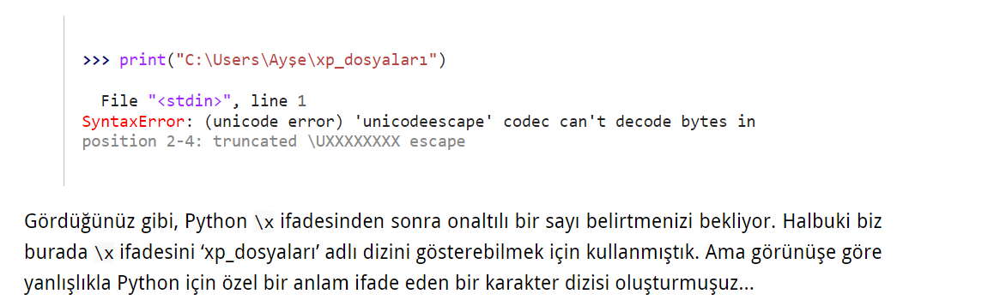 >>> print("C:\Users\Ayşe\xp_dosyaları")
File "<stdin>", line 1
SyntaxError: (unicode error) 'unicodeescape' codec can't decode bytes in
position 2-4: truncated \UXXXXXXXX escape
Gördüğünüz gibi, Python \x ifadesinden sonra onaltılı bir sayı belirtmenizi bekliyor. Halbuki biz
burada \x ifadesini ‘xp_dosyaları’ adlı dizini gösterebilmek için kullanmıştık. Ama görünüşe göre
yanlışlıkla Python için özel bir anlam ifade eden bir karakter dizisi oluşturmuşuz...